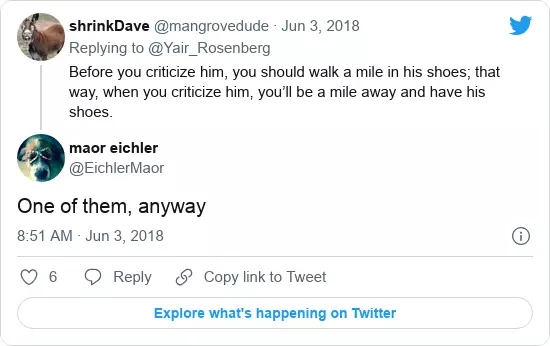 shrinkDave @mangrovedude · Jun 3, 2018
Replying to @Yair_Rosenberg
Before you criticize him, you should walk a mile in his shoes; that
way, when you criticize him, you’ll be a mile away and have his
shoes.
maor eichler
@EichlerMaor
One of them, anyway
8:51 AM · Jun 3, 2018
6 Reply Copy link to Tweet
Explore what's happening on Twitter